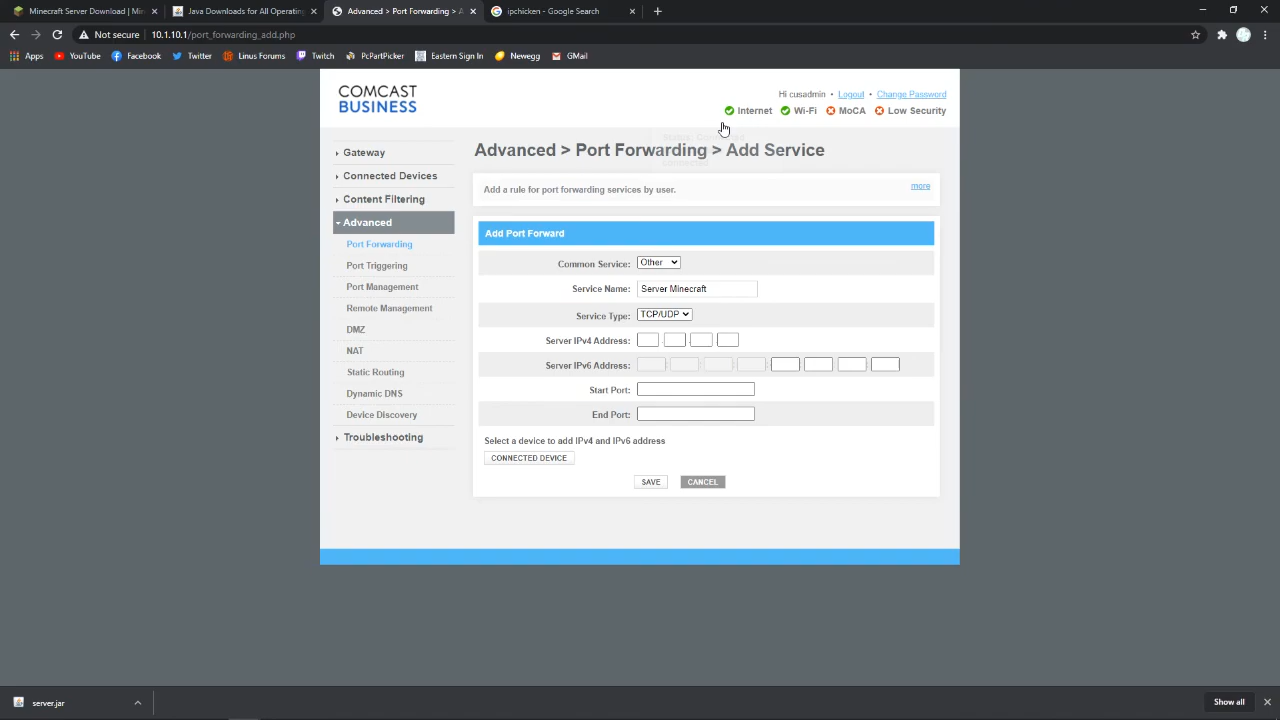 Minecraft Server Download | Min
Java Downloads for All Operating
Advanced > Port Forwarding > A
ipchicken - Google Search
Not secure
10.1.10.1/port_forwarding_add.php
Apps
YouTube
Facebook
Twitter
Linus Forums
Twitch
PcPartPicker
Eastern Sign In
Newegg
GMail
COMCAST
BUSINESS
Hi cusadmin • Logout • Change Password
Internet
Wi-Fi
MoCA
Low Security
Gateway
Connected Devices
Content Filtering
Advanced
Port Forwarding
Port Triggering
Port Management
Remote Management
DMZ
NAT
Static Routing
Dynamic DNS
Device Discovery
Troubleshooting
Advanced > Port Forwarding > Add Service
Add a rule for port forwarding services by user.
more
Add Port Forward
Common Service: Other
Service Name: Server Minecraft
Service Type: TCP/UDP
Server IPv4 Address:
Server IPv6 Address:
Start Port:
End Port:
Select a device to add IPv4 and IPv6 address
CONNECTED DEVICE
SAVE
CANCEL
server.jar
Show all